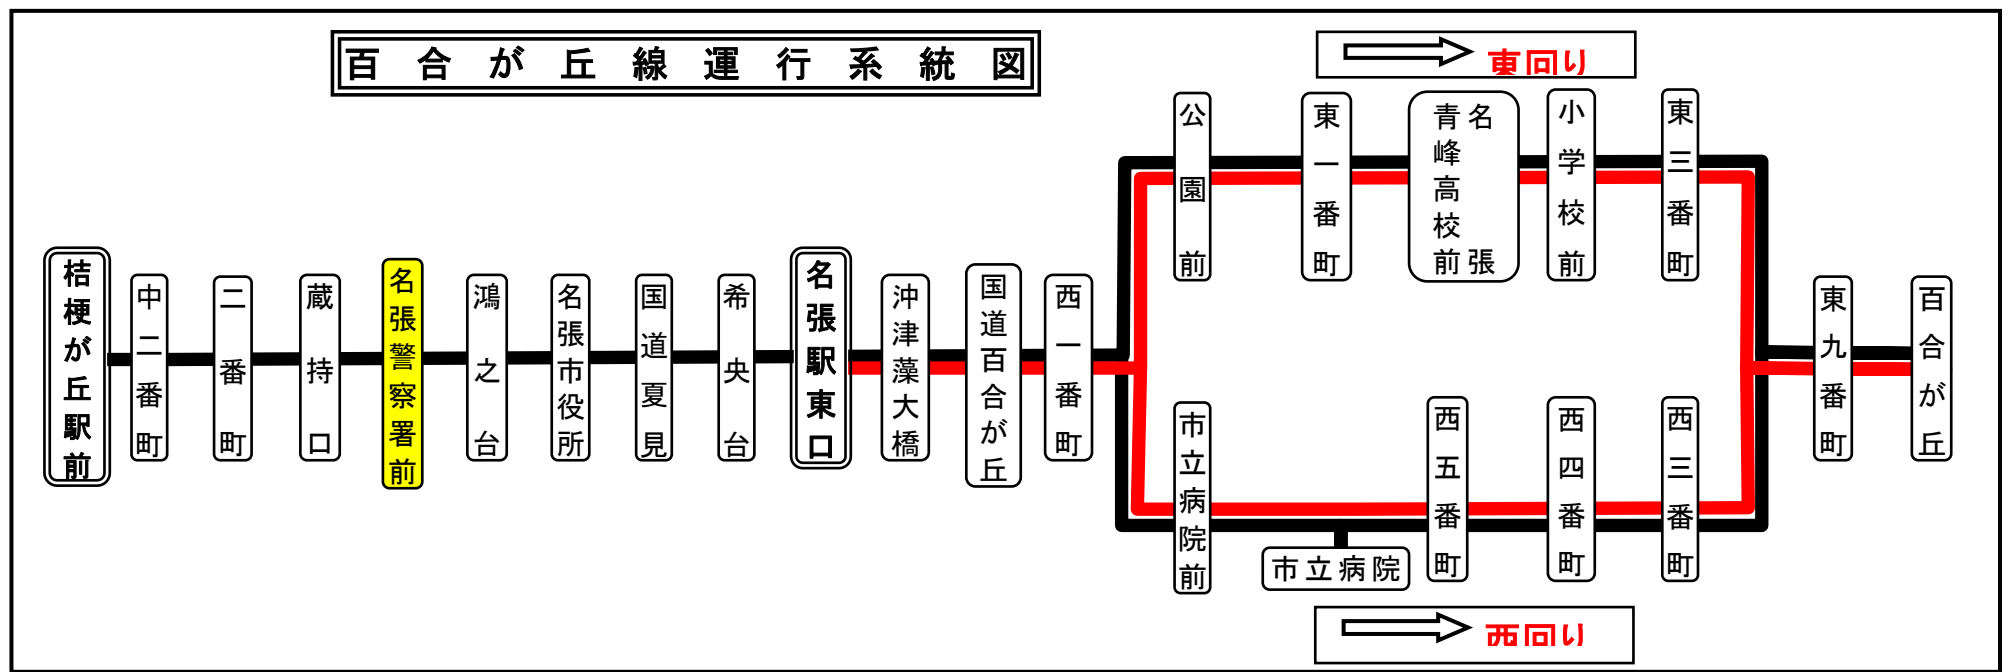 百合が丘線運行系統図
東回り
公園前
東一番町
名張青峰高校前
小学校前
東三番町
桔梗が丘駅前
中二番町
二番町
蔵持口
名張警察署前
鴻之台
名張市役所
国道夏見
希央台
名張駅東口
沖津藻大橋
国道百合が丘
西一番町
東九番町
百合が丘
市立病院前
市立病院
西五番町
西四番町
西三番町
西回り